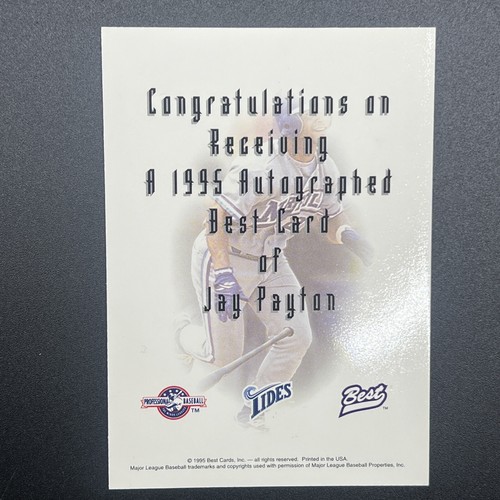 Congratulations on
Receiving
A 1995 Autographed
Best Card
of
Jay Payton
PROFESSIONAL BASEBALL TM
TIDES
Best TM
© 1995 Best Cards, Inc. — all rights reserved. Printed in the USA.
Major League Baseball trademarks and copyrights used with permission of Major League Baseball Properties, Inc.